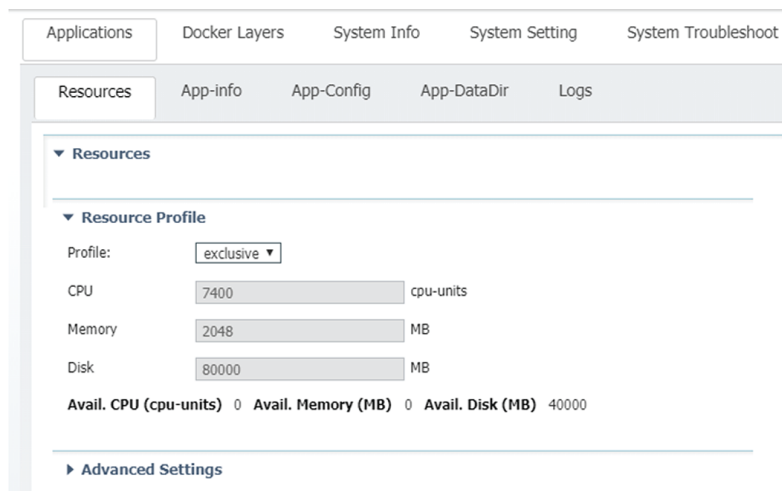 Applications Docker Layers System Info System Setting System Troubleshoot
Resources App-info App-Config App-DataDir Logs
Resources
Resource Profile
Profile: exclusive
CPU 7400 cpu-units
Memory 2048 MB
Disk 80000 MB
Avail. CPU (cpu-units) 0 Avail. Memory (MB) 0 Avail. Disk (MB) 40000
Advanced Settings